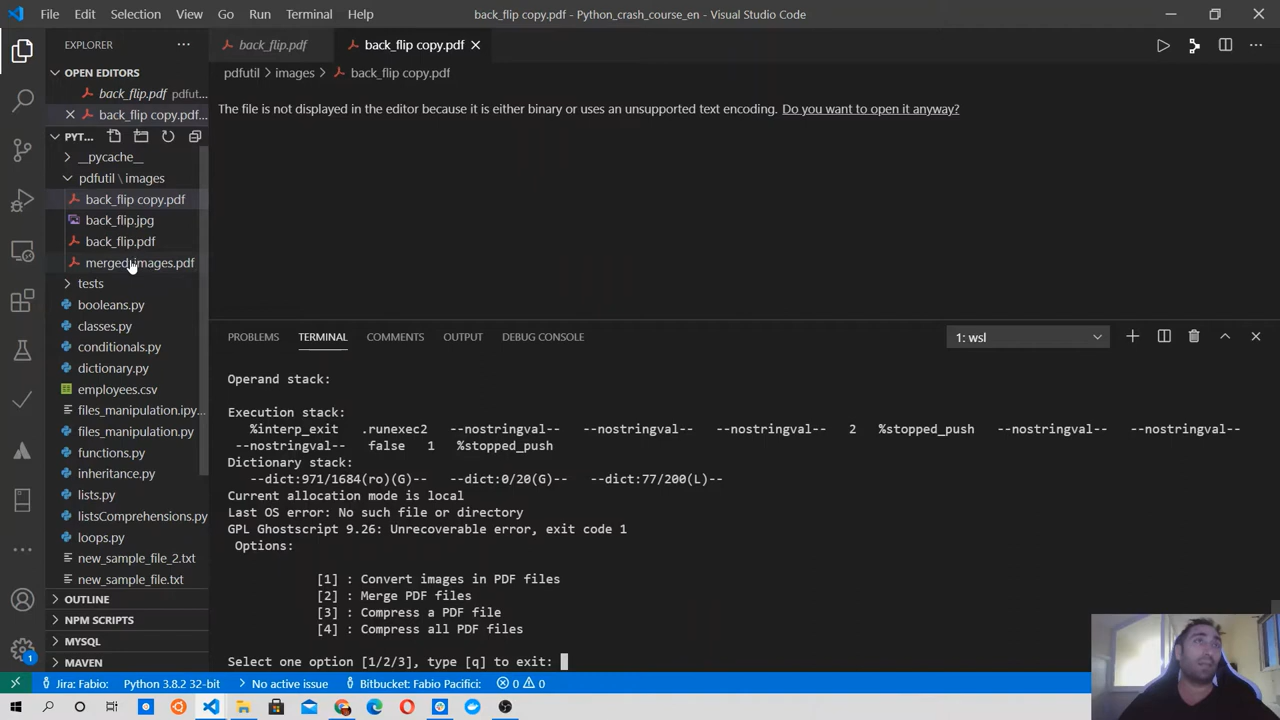 File Edit Selection View Go Run Terminal Help
back_flip copy.pdf - Python_crash_course_en - Visual Studio Code
EXPLORER
OPEN EDITORS
back_flip.pdf pdfut...
back_flip copy.pdf...
PYT...
__pycache__
pdfutil \ images
back_flip copy.pdf
back_flip.jpg
back_flip.pdf
merged_images.pdf
tests
booleans.py
classes.py
conditionals.py
dictionary.py
employees.csv
files_manipulation.ipy...
files_manipulation.py
functions.py
inheritance.py
lists.py
listsComprehensions.py
loops.py
new_sample_file_2.txt
new_sample_file.txt
OUTLINE
NPM SCRIPTS
MYSQL
MAVEN
back_flip.pdf
back_flip copy.pdf
pdfutil > images > back_flip copy.pdf
The file is not displayed in the editor because it is either binary or uses an unsupported text encoding. Do you want to open it anyway?
PROBLEMS TERMINAL COMMENTS OUTPUT DEBUG CONSOLE
1: wsl
Operand stack:
Execution stack:
%interp_exit .runexec2 --nostringval-- --nostringval-- --nostringval-- 2 %stopped_push --nostringval-- --nostringval--
--nostringval-- false 1 %stopped_push
Dictionary stack:
--dict:971/1684(ro)(G)-- --dict:0/20(G)-- --dict:77/200(L)--
Current allocation mode is local
Last OS error: No such file or directory
GPL Ghostscript 9.26: Unrecoverable error, exit code 1
Options:
[1] : Convert images in PDF files
[2] : Merge PDF files
[3] : Compress a PDF file
[4] : Compress all PDF files
Select one option [1/2/3], type [q] to exit:
1
Jira: Fabio: Python 3.8.2 32-bit No active issue Bitbucket: Fabio Pacifici: 0 0